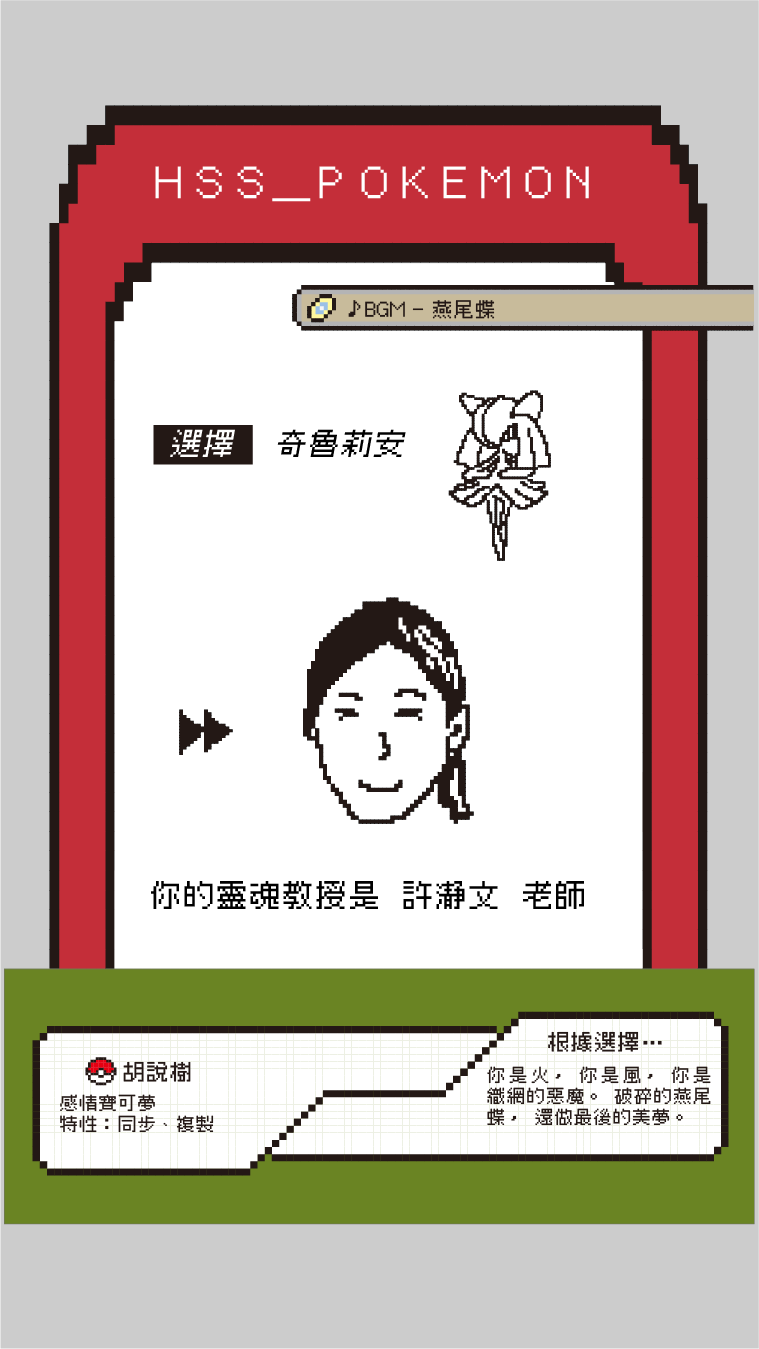 HSS_POKEMON
♪BGM - 燕尾蝶
選擇 奇魯莉安
你的靈魂教授是 許瀞文 老師
胡說樹
感情寶可夢
特性：同步、複製
根據選擇…
你是火， 你是風， 你是
織網的惡魔。 破碎的燕尾
蝶， 還做最後的美夢。